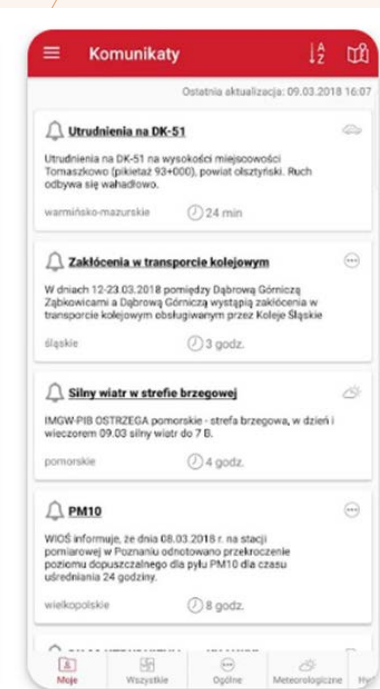 Komunikaty
Ostatnia aktualizacja: 09.03.2018 16:07
Utrudnienia na DK-51
Utrudnienia na DK-51 na wysokości miejscowości
Tomaszkowo (pikietaż 93+000), powiat olsztyński. Ruch
odbywa się wahadłowo.
warmińsko-mazurskie 24 min
Zakłócenia w transporcie kolejowym
W dniach 12-23.03.2018 pomiędzy Dąbrową Górniczą
Ząbkowicami a Dąbrową Górniczą wystąpią zakłócenia w
transporcie kolejowym obsługiwanym przez Koleje Śląskie
śląskie 3 godz.
Silny wiatr w strefie brzegowej
IMGW-PIB OSTRZEGA pomorskie - strefa brzegowa, w dzień i
wieczorem 09.03 silny wiatr do 7 B.
pomorskie 4 godz.
PM10
WIOŚ informuje, że dnia 08.03.2018 r. na stacji
pomiarowej w Poznaniu odnotowano przekroczenie
poziomu dopuszczalnego dla pyłu PM10 dla czasu
uśredniania 24 godziny.
wielkopolskie 8 godz.
Moje Wszystkie Ogólne Meteorologiczne